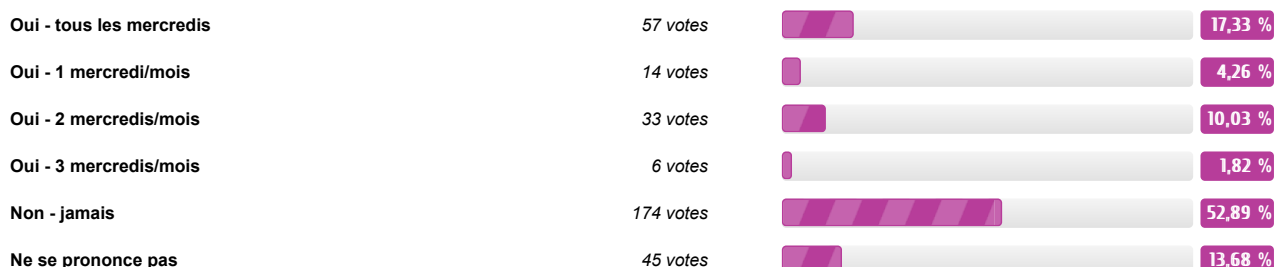 Oui - tous les mercredis 57 votes 17,33 %
Oui - 1 mercredi/mois 14 votes 4,26 %
Oui - 2 mercredis/mois 33 votes 10,03 %
Oui - 3 mercredis/mois 6 votes 1,82 %
Non - jamais 174 votes 52,89 %
Ne se prononce pas 45 votes 13,68 %